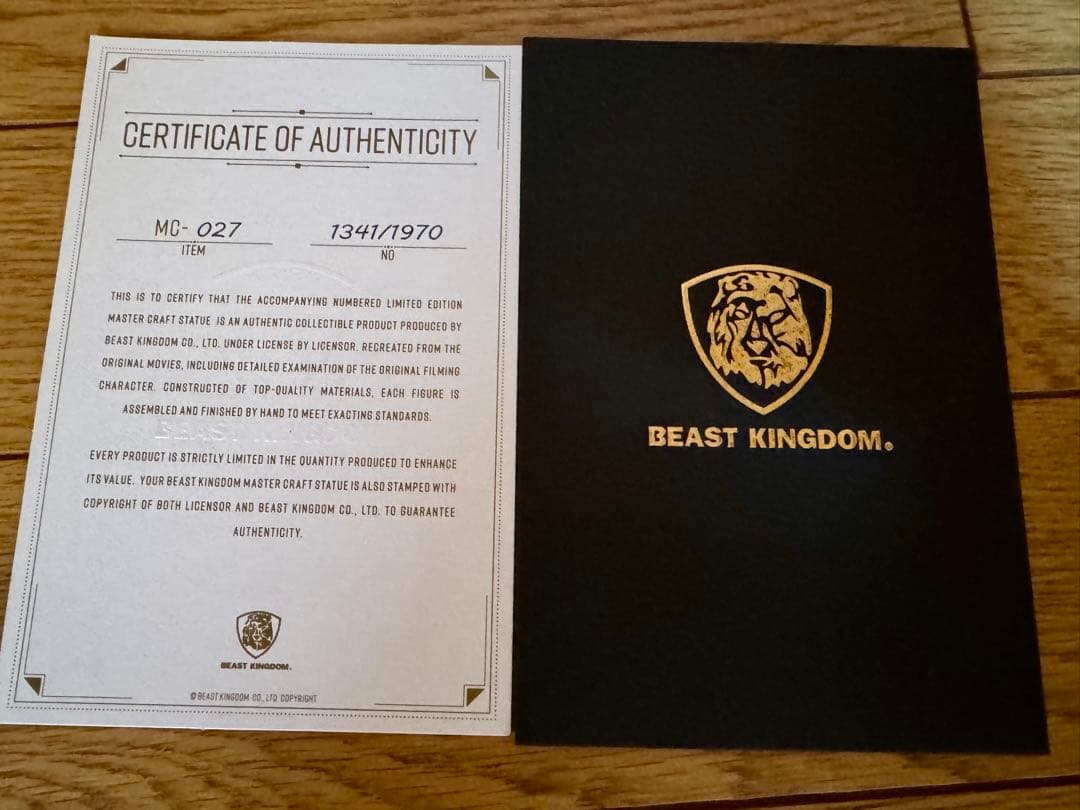 CERTIFICATE OF AUTHENTICITY
MC- 027
ITEM
1341/1970
NO
THIS IS TO CERTIFY THAT THE ACCOMPANYING NUMBERED LIMITED EDITION
MASTER CRAFT STATUE IS AN AUTHENTIC COLLECTIBLE PRODUCT PRODUCED BY
BEAST KINGDOM CO., LTD. UNDER LICENSE BY LICENSOR. RECREATED FROM THE
ORIGINAL MOVIES, INCLUDING DETAILED EXAMINATION OF THE ORIGINAL FILMING
CHARACTER. CONSTRUCTED OF TOP-QUALITY MATERIALS, EACH FIGURE IS
ASSEMBLED AND FINISHED BY HAND TO MEET EXACTING STANDARDS.
BEAST KINGDOM
EVERY PRODUCT IS STRICTLY LIMITED IN THE QUANTITY PRODUCED TO ENHANCE
ITS VALUE. YOUR BEAST KINGDOM MASTER CRAFT STATUE IS ALSO STAMPED WITH
COPYRIGHT OF BOTH LICENSOR AND BEAST KINGDOM CO., LTD. TO GUARANTEE
AUTHENTICITY.
BEAST KINGDOM.
© BEAST KINGDOM CO., LTD. COPYRIGHT
BEAST KINGDOM®